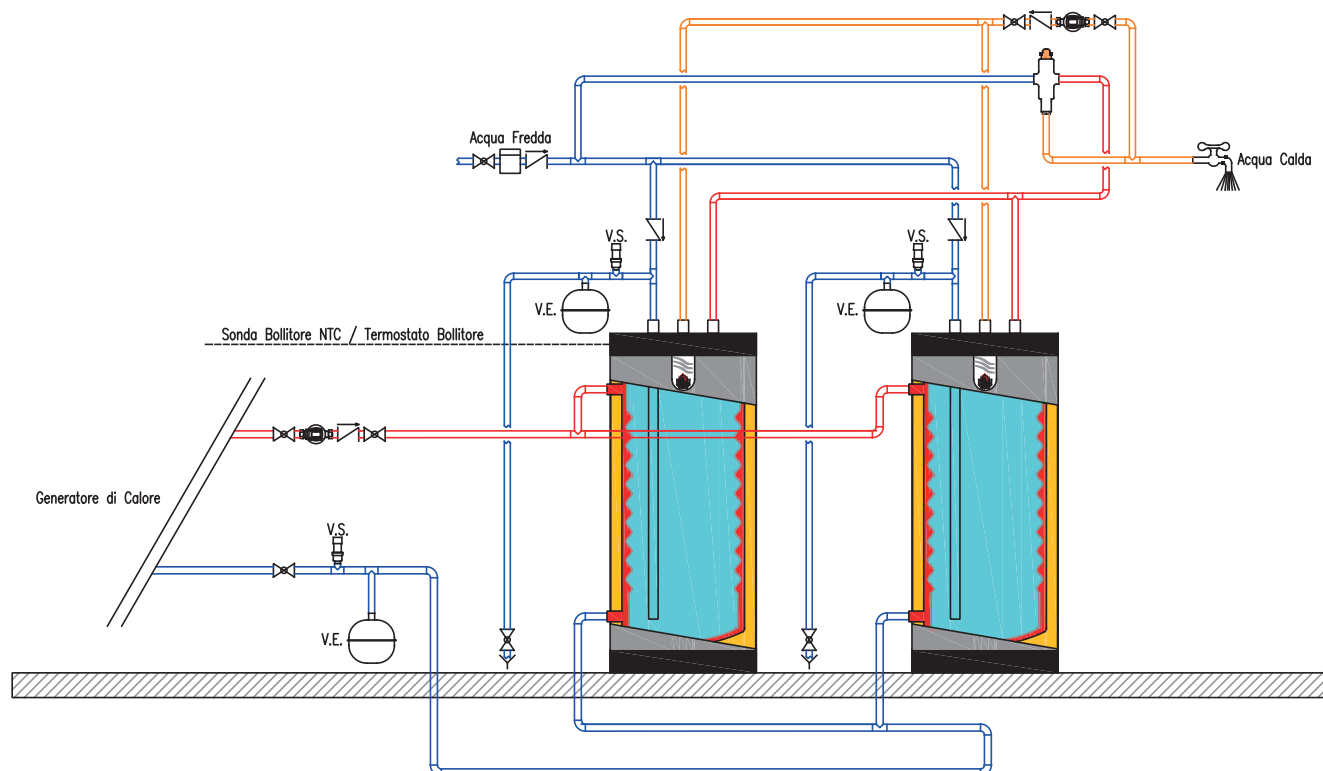 Acqua Fredda
Acqua Calda
V.S.
V.S.
V.E.
V.E.
Sonda Bollitore NTC / Termostato Bollitore
Generatore di Calore
V.S.
V.E.